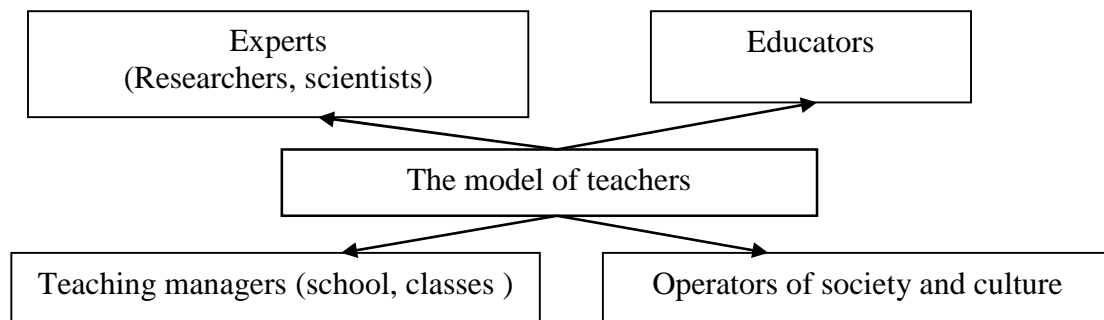 Experts
(Researchers, scientists)
Educators
The model of teachers
Teaching managers (school, classes )
Operators of society and culture